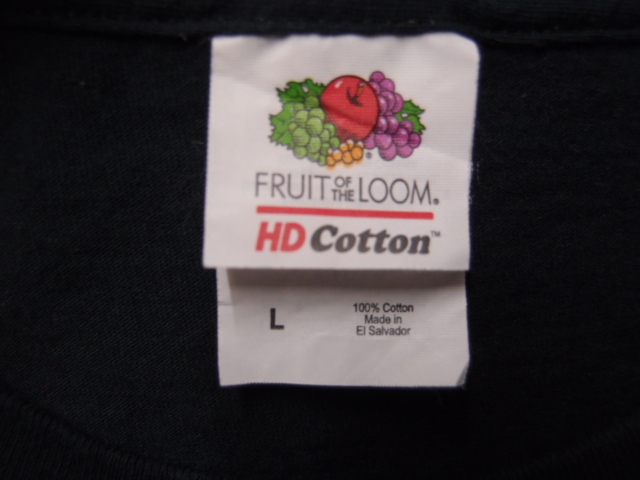 FRUIT OF THE LOOM®
HD Cotton™
L
100% Cotton
Made in
El Salvador